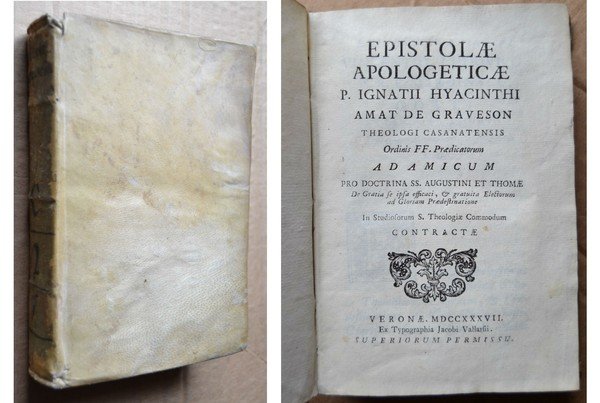 EPISTOLÆ
APOLOGETICÆ
P. IGNATII HYACINTHI
AMAT DE GRAVESON
THEOLOGI CASANATENSIS
Ordinis FF. Prædicatorum
AD AMICUM
PRO DOCTRINA SS. AUGUSTINI ET THOMÆ
De Gratia se ipsa efficaci, & gratuita Electorum
ad Gloriam Prædestinatione
In Studiosorum S. Theologiæ Commodum
CONTRACTÆ
VERONÆ. MDCCXXXVII.
Ex Typographia Jacobi Vallarsii.
SUPERIORUM PERMISSU.